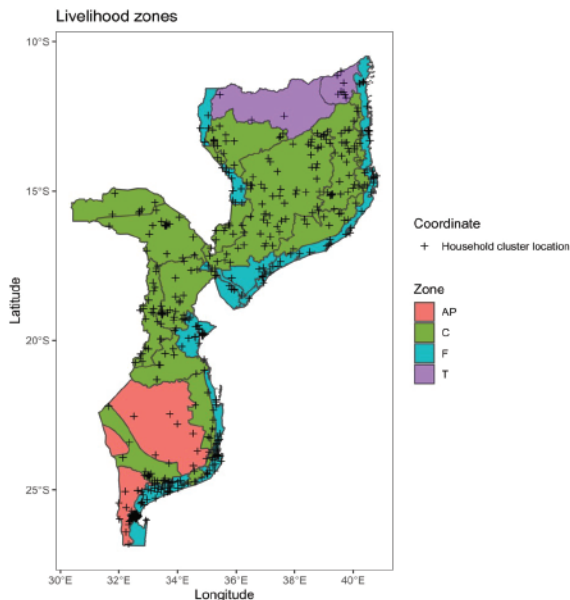 Livelihood zones
10°S
15°S
20°S
25°S
Latitude
30°E 32°E 34°E 36°E 38°E 40°E
Longitude
Coordinate
Household cluster location
Zone
AP
C
F
T